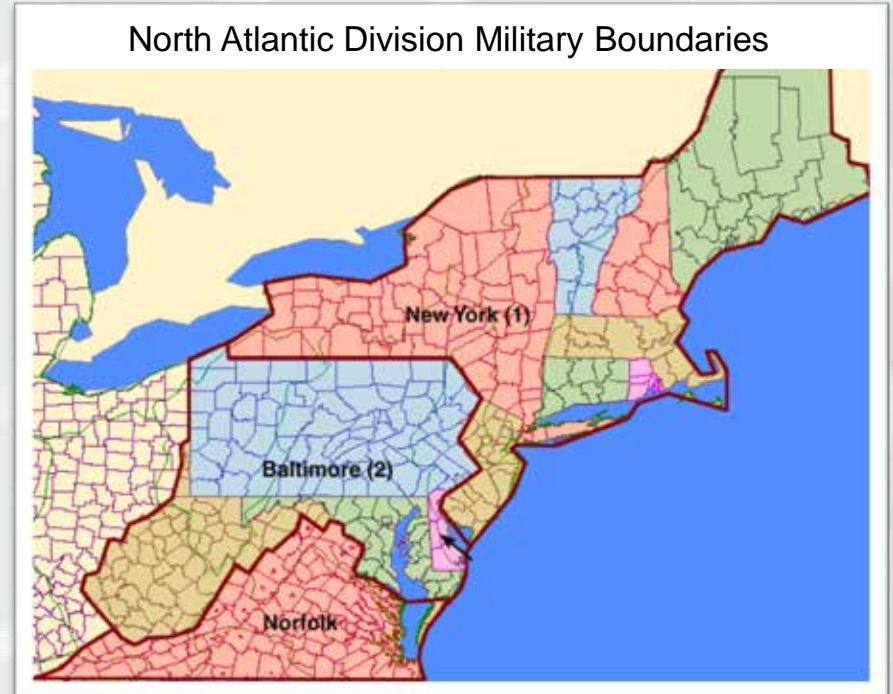 North Atlantic Division Military Boundaries
New York (1)
Baltimore (2)
Norfolk